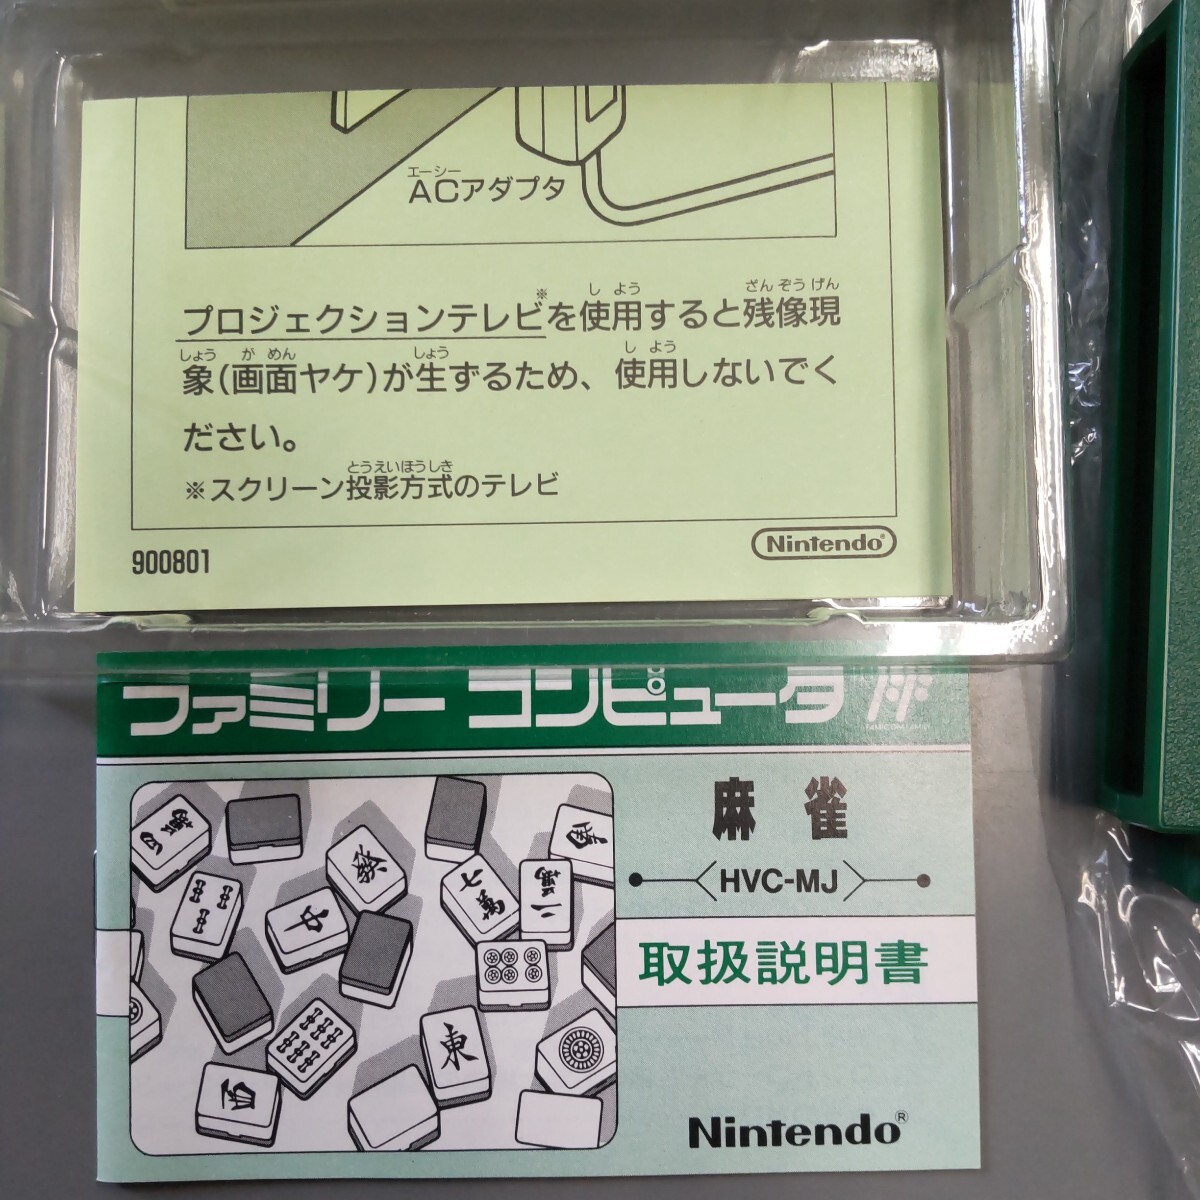 エーシー
ACアダプタ
し よう ざん ぞう げん
プロジェクションテレビ※を使用すると残像現
しょう が めん しょう し よう
象(画面ヤケ)が生ずるため、使用しないでく
ださい。
とうえいほうしき
※スクリーン投影方式のテレビ
900801
Nintendo®
ファミリー コンピュータ
麻雀
HVC-MJ
取扱説明書
四萬
發
中
七萬
二萬
東
西
Nintendo®